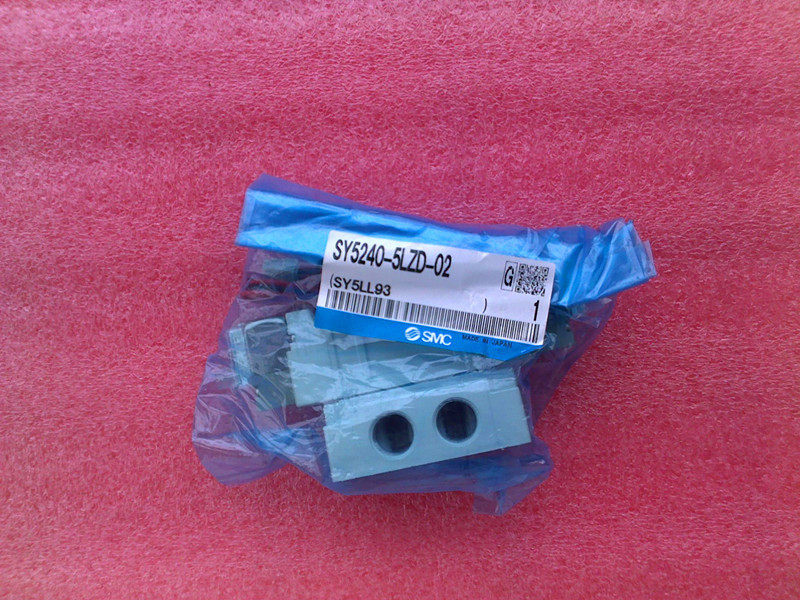 SY5240-5LZD-02
G
(SY5LL93 )
1
SMC MADE IN JAPAN